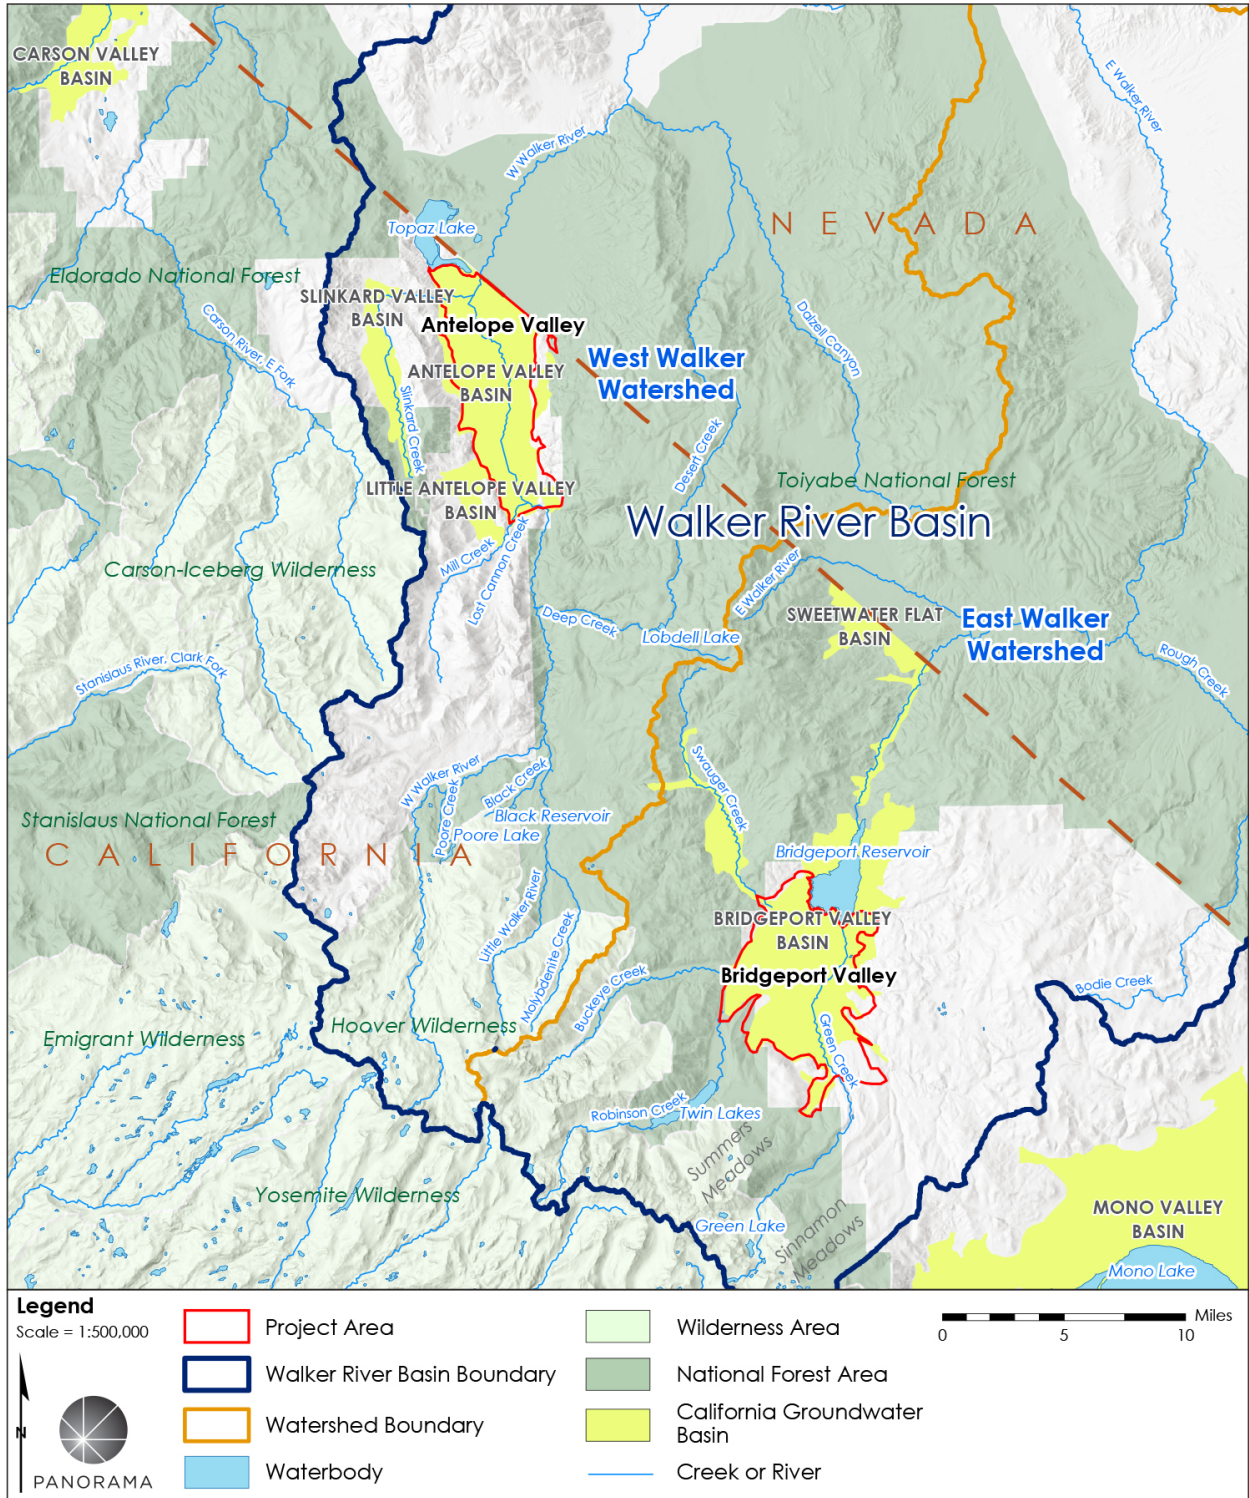 CARSON VALLEY
BASIN
E Walker River
W Walker River
NEVADA
Topaz Lake
Eldorado National Forest
SLINKARD VALLEY
BASIN
Antelope Valley
Carson River, E Fork
Dalzell Canyon
West Walker
Watershed
ANTELOPE VALLEY
BASIN
Slinkard Creek
Desert Creek
Toiyabe National Forest
LITTLE ANTELOPE VALLEY
BASIN
Walker River Basin
Mill Creek
Lost Cannon Creek
Carson-Iceberg Wilderness
E Walker River
Deep Creek
Lobdell Lake
SWEETWATER FLAT
BASIN
East Walker
Watershed
Rough Creek
Stanislaus River, Clark Fork
W Walker River
Poore Creek
Black Creek
Swauger Creek
Black Reservoir
Poore Lake
Stanislaus National Forest
CALIFORNIA
Bridgeport Reservoir
Little Walker River
Molybdenite Creek
BRIDGEPORT VALLEY
BASIN
Bridgeport Valley
Buckeye Creek
Bodie Creek
Hoover Wilderness
Emigrant Wilderness
Green Creek
Robinson Creek
Twin Lakes
Summers
Meadows
Yosemite Wilderness
Green Lake
Sinnamon
Meadows
MONO VALLEY
BASIN
Mono Lake
Legend
Scale = 1:500,000
N
PANORAMA
Project Area
Walker River Basin Boundary
Watershed Boundary
Waterbody
Wilderness Area
National Forest Area
California Groundwater
Basin
Creek or River
Miles
0 5 10